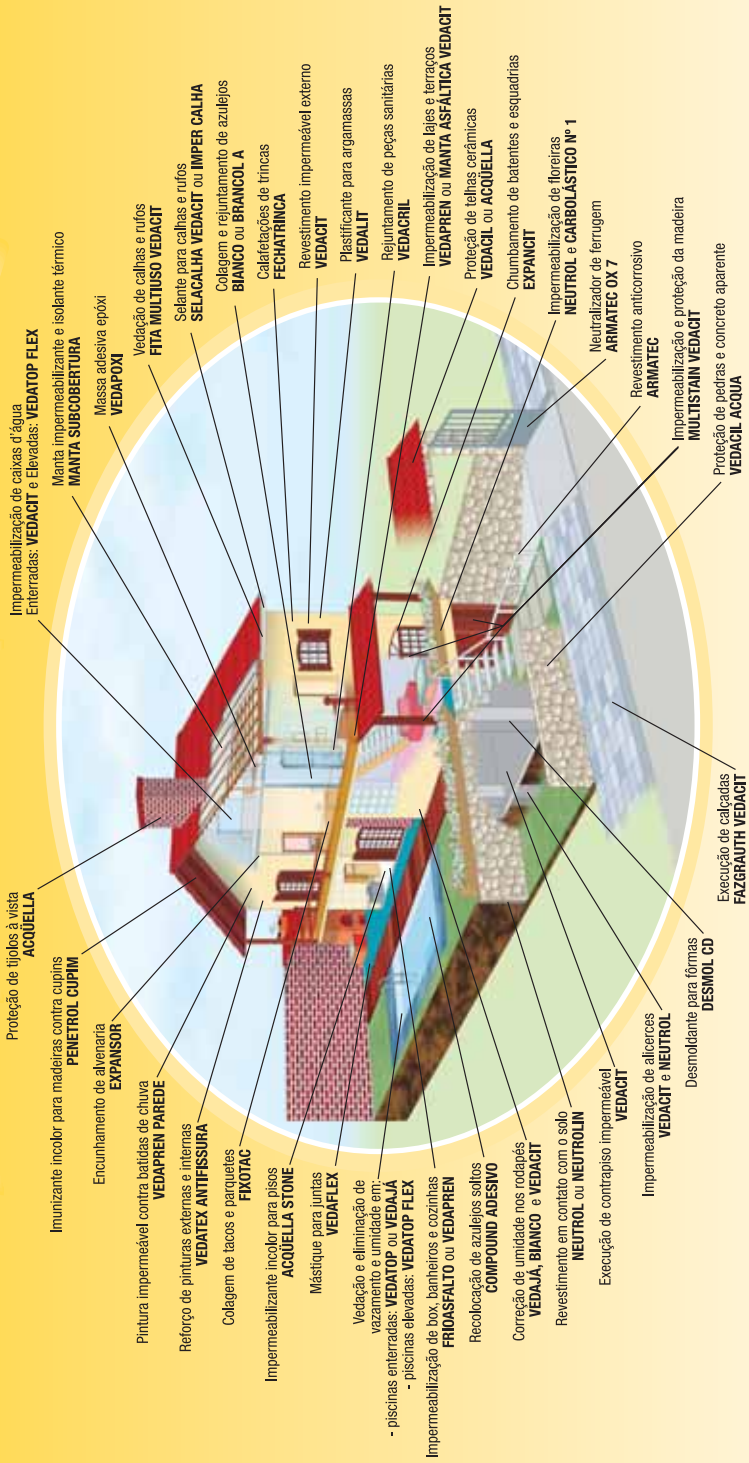 Proteção de tijolos à vista
ACQÜELLA
Imunizante incolor para madeiras contra cupins
PENETROL CUPIM
Encunhamento de alvenaria
EXPANSOR
Pintura impermeável contra batidas de chuva
VEDAPREN PAREDE
Reforço de pinturas externas e internas
VEDATEX ANTIFISSURA
Colagem de tacos e parquetes
FIXOTAC
Impermeabilizante incolor para pisos
ACQÜELLA STONE
Mástique para juntas
VEDAFLEX
Vedação e eliminação de
vazamento e umidade em:
- piscinas enterradas: VEDATOP ou VEDAJÁ
- piscinas elevadas: VEDATOP FLEX
Impermeabilização de box, banheiros e cozinhas
FRIOASFALTO ou VEDAPREN
Recolocação de azulejos soltos
COMPOUND ADESIVO
Correção de umidade nos rodapés
VEDAJÁ, BIANCO e VEDACIT
Revestimento em contato com o solo
NEUTROL ou NEUTROLIN
Execução de contrapiso impermeável
VEDACIT
Impermeabilização de alicerces
VEDACIT e NEUTROL
Desmoldante para fôrmas
DESMOL CD
Execução de calçadas
FAZGRAUTH VEDACIT
Impermeabilização de caixas d'água
Enterradas: VEDACIT e Elevadas: VEDATOP FLEX
Manta impermeabilizante e isolante térmico
MANTA SUBCOBERTURA
Massa adesiva epóxi
VEDAPOXI
Vedação de calhas e rufos
FITA MULTIUSO VEDACIT
Selante para calhas e rufos
SELACALHA VEDACIT ou IMPER CALHA
Colagem e rejuntamento de azulejos
BIANCO ou BRANCOL A
Calafetações de trincas
FECHATRINCA
Revestimento impermeável externo
VEDACIT
Plastificante para argamassas
VEDALIT
Rejuntamento de peças sanitárias
VEDACRIL
Impermeabilização de lajes e terraços
VEDAPREN ou MANTA ASFÁLTICA VEDACIT
Proteção de telhas cerâmicas
VEDACIL ou ACQÜELLA
Chumbamento de batentes e esquadrias
EXPANCIT
Impermeabilização de floreiras
NEUTROL e CARBOLÁSTICO Nº 1
Neutralizador de ferrugem
ARMATEC OX 7
Revestimento anticorrosivo
ARMATEC
Impermeabilização e proteção da madeira
MULTISTAIN VEDACIT
Proteção de pedras e concreto aparente
VEDACIL ACQUA